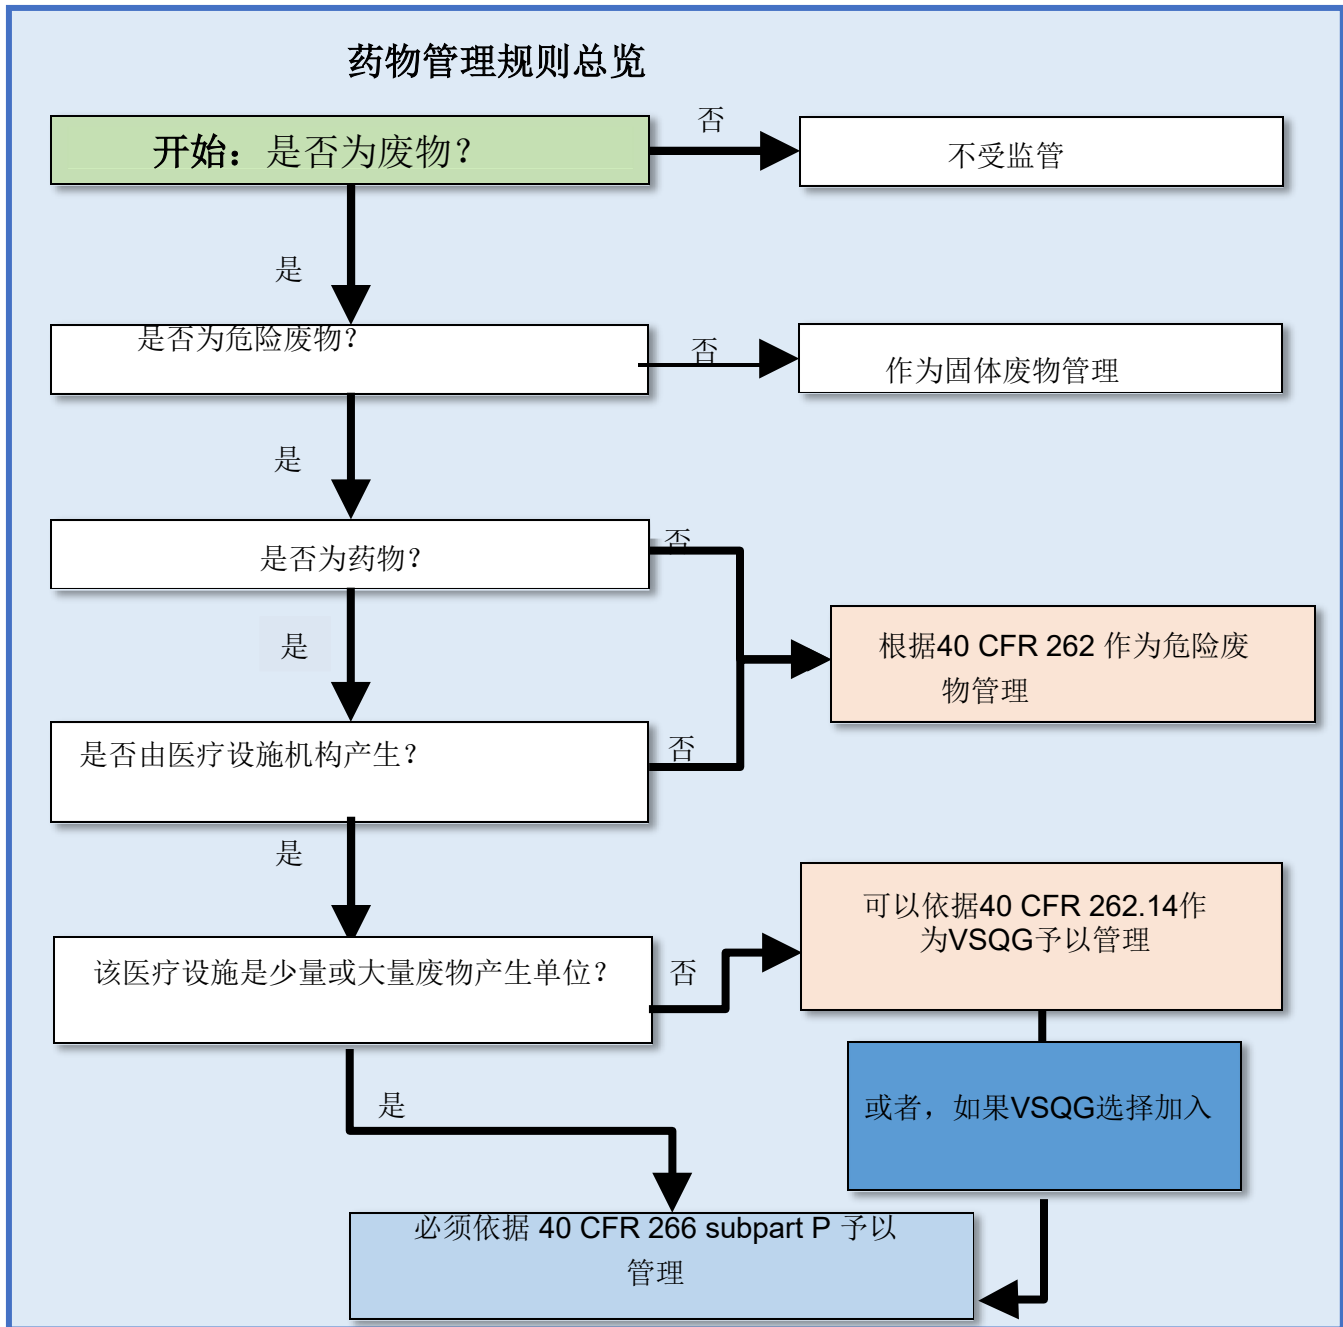 药物管理规则总览
否
开始：是否为废物？
不受监管
是
是否为危险废物？
否
作为固体废物管理
是
是否为药物？
否
是
根据40 CFR 262 作为危险废
物管理
是否由医疗设施机构产生？
否
是
可以依据40 CFR 262.14作
为VSQG予以管理
该医疗设施是少量或大量废物产生单位？
否
是
或者，如果VSQG选择加入
必须依据 40 CFR 266 subpart P 予以
管理